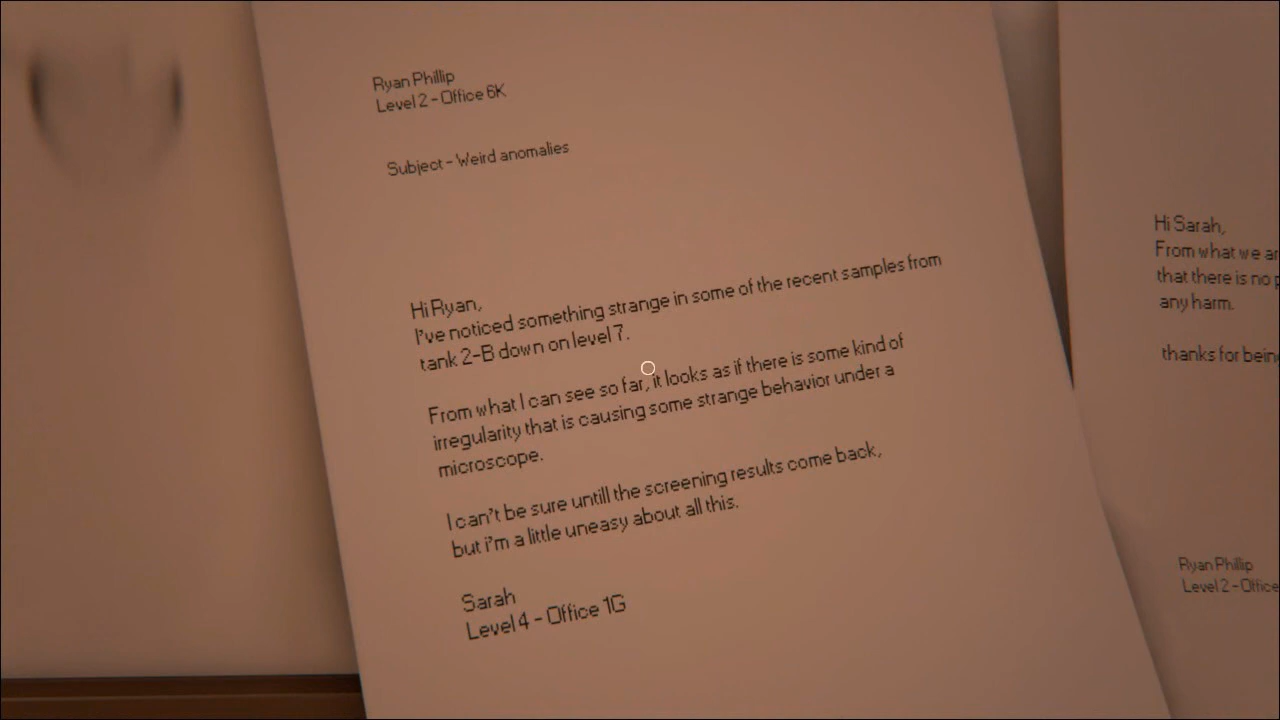 Ryan Phillip
Level 2 - Office 6K
Subject - Weird anomalies
Hi Ryan,
I've noticed something strange in some of the recent samples from
tank 2-B down on level 7.
From what I can see so far, it looks as if there is some kind of
irregularity that is causing some strange behavior under a
microscope.
I can't be sure untill the screening results come back,
but i'm a little uneasy about all this.
Sarah
Level 4 - Office 1G
Hi Sarah,
From what we
that there is no
any harm.
thanks for
Ryan Phillip
Level 2 -